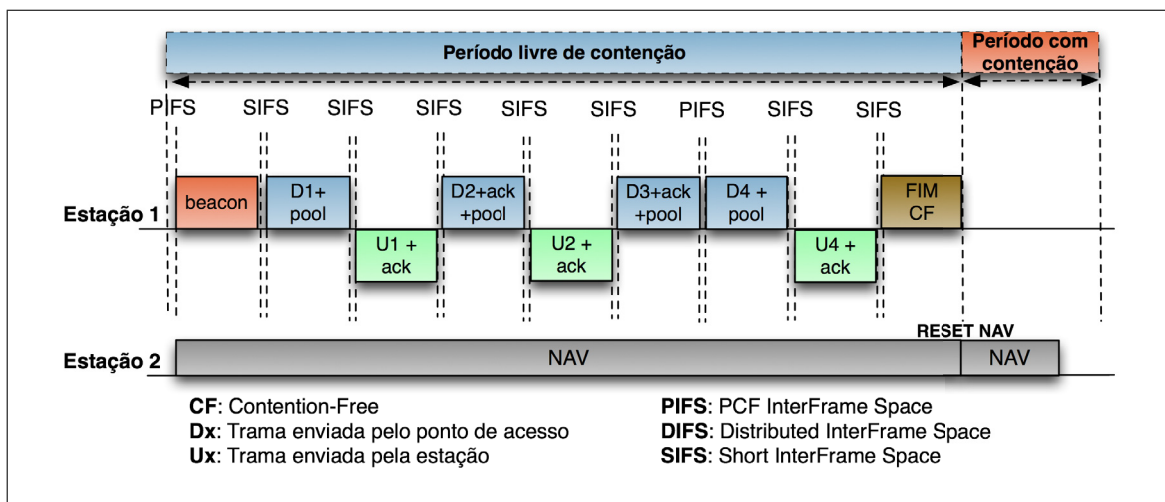 Período livre de contenção
Período com
contenção
PIFS SIFS SIFS SIFS SIFS SIFS PIFS SIFS SIFS
Estação 1
beacon
D1+
pool
U1 +
ack
D2+ack
+pool
U2 +
ack
D3+ack
+pool
D4 +
pool
U4 +
ack
FIM
CF
RESET NAV
Estação 2
NAV
NAV
CF: Contention-Free
Dx: Trama enviada pelo ponto de acesso
Ux: Trama enviada pela estação
PIFS: PCF InterFrame Space
DIFS: Distributed InterFrame Space
SIFS: Short InterFrame Space